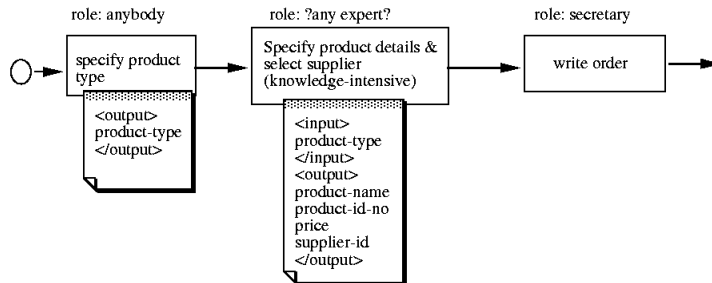 role: anybody
specify product
type
<output>
product-type
</output>
role: ?any expert?
Specify product details &
select supplier
(knowledge-intensive)
<input>
product-type
</input>
<output>
product-name
product-id-no
price
supplier-id
</output>
role: secretary
write order